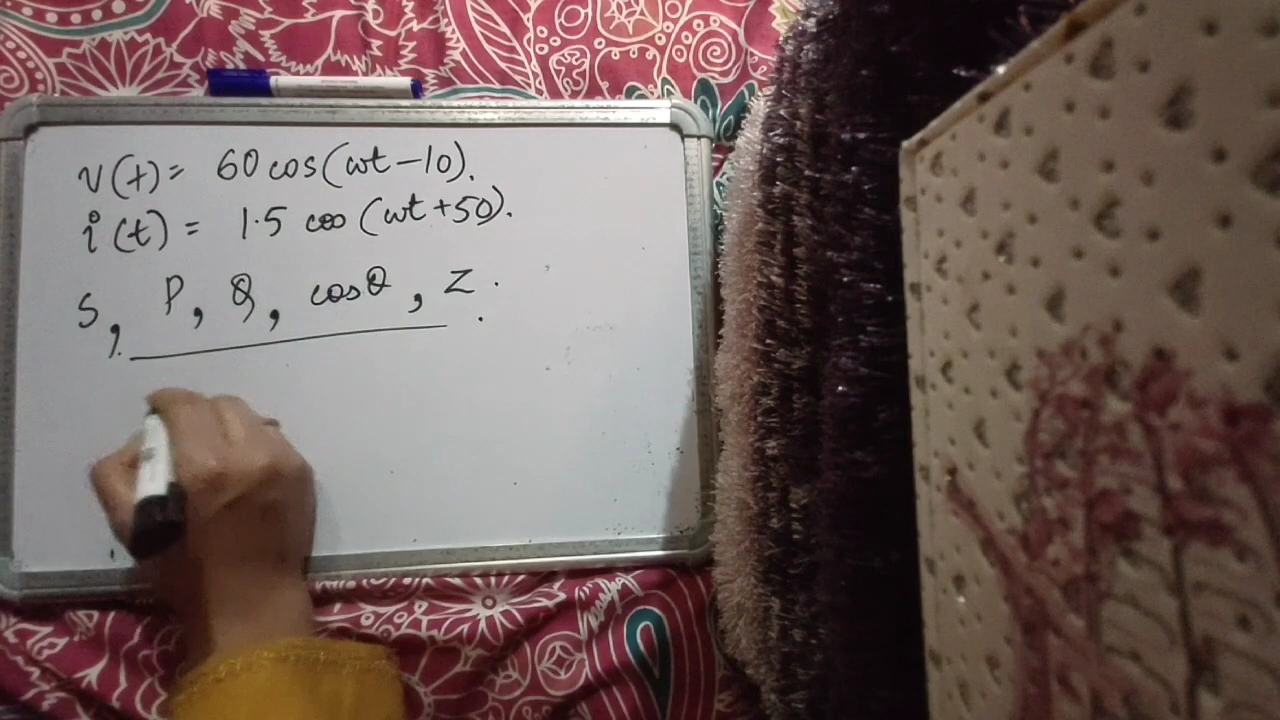 v(t) = 60 cos(ωt - 10).
i(t) = 1.5 cos(ωt + 50).
S, P, Q, cosθ, Z.